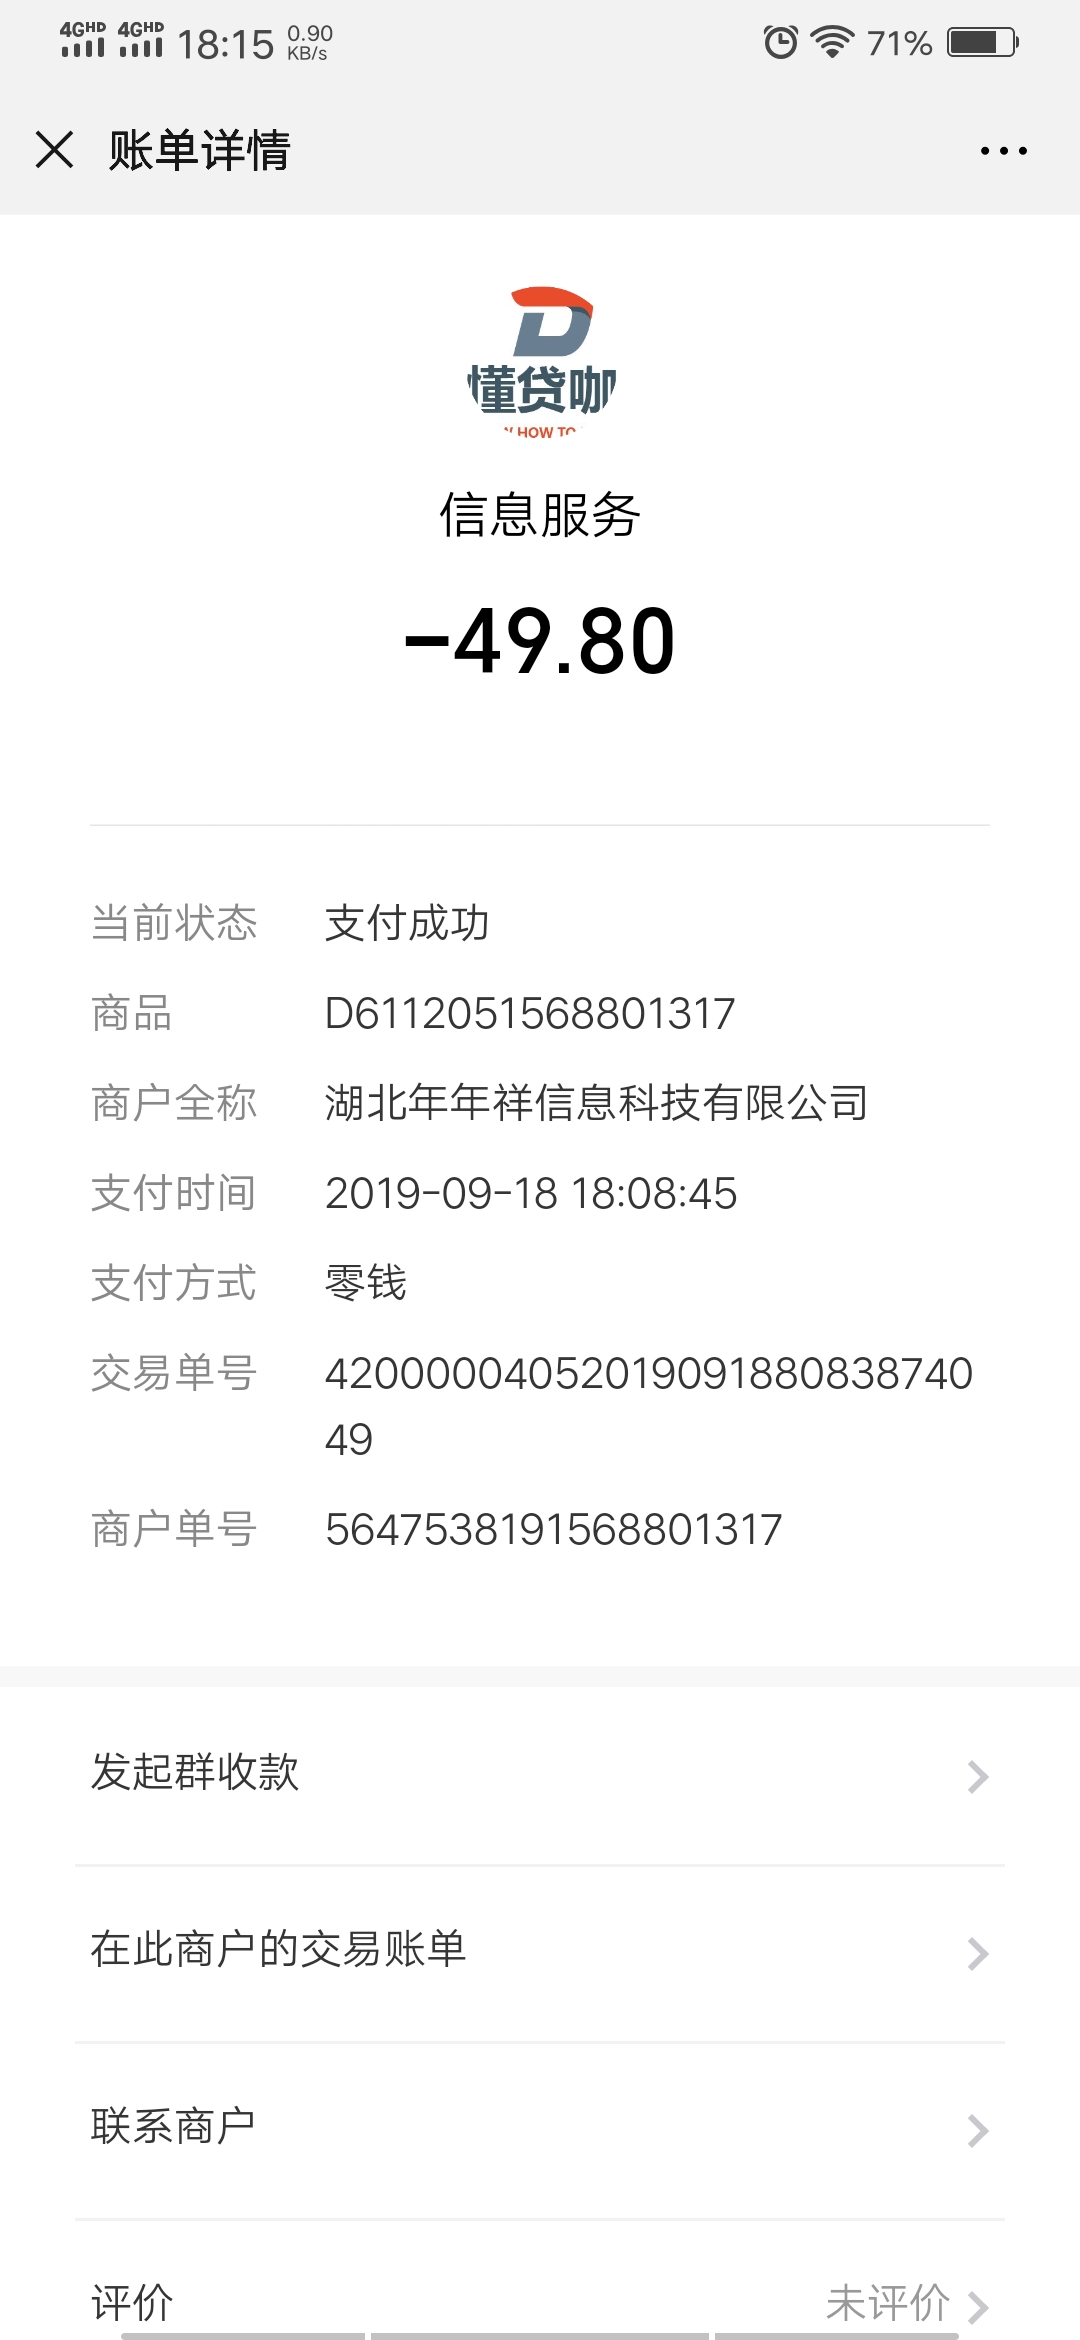 4GHD 4GHD 18:15 0.90 KB/s 71%
账单详情
懂贷咖
HOW TO
信息服务
-49.80
当前状态 支付成功
商品 D6112051568801317
商户全称 湖北年年祥信息科技有限公司
支付时间 2019-09-18 18:08:45
支付方式 零钱
交易单号 42000004052019091880838740
49
商户单号 5647538191568801317
发起群收款
在此商户的交易账单
联系商户
评价 未评价